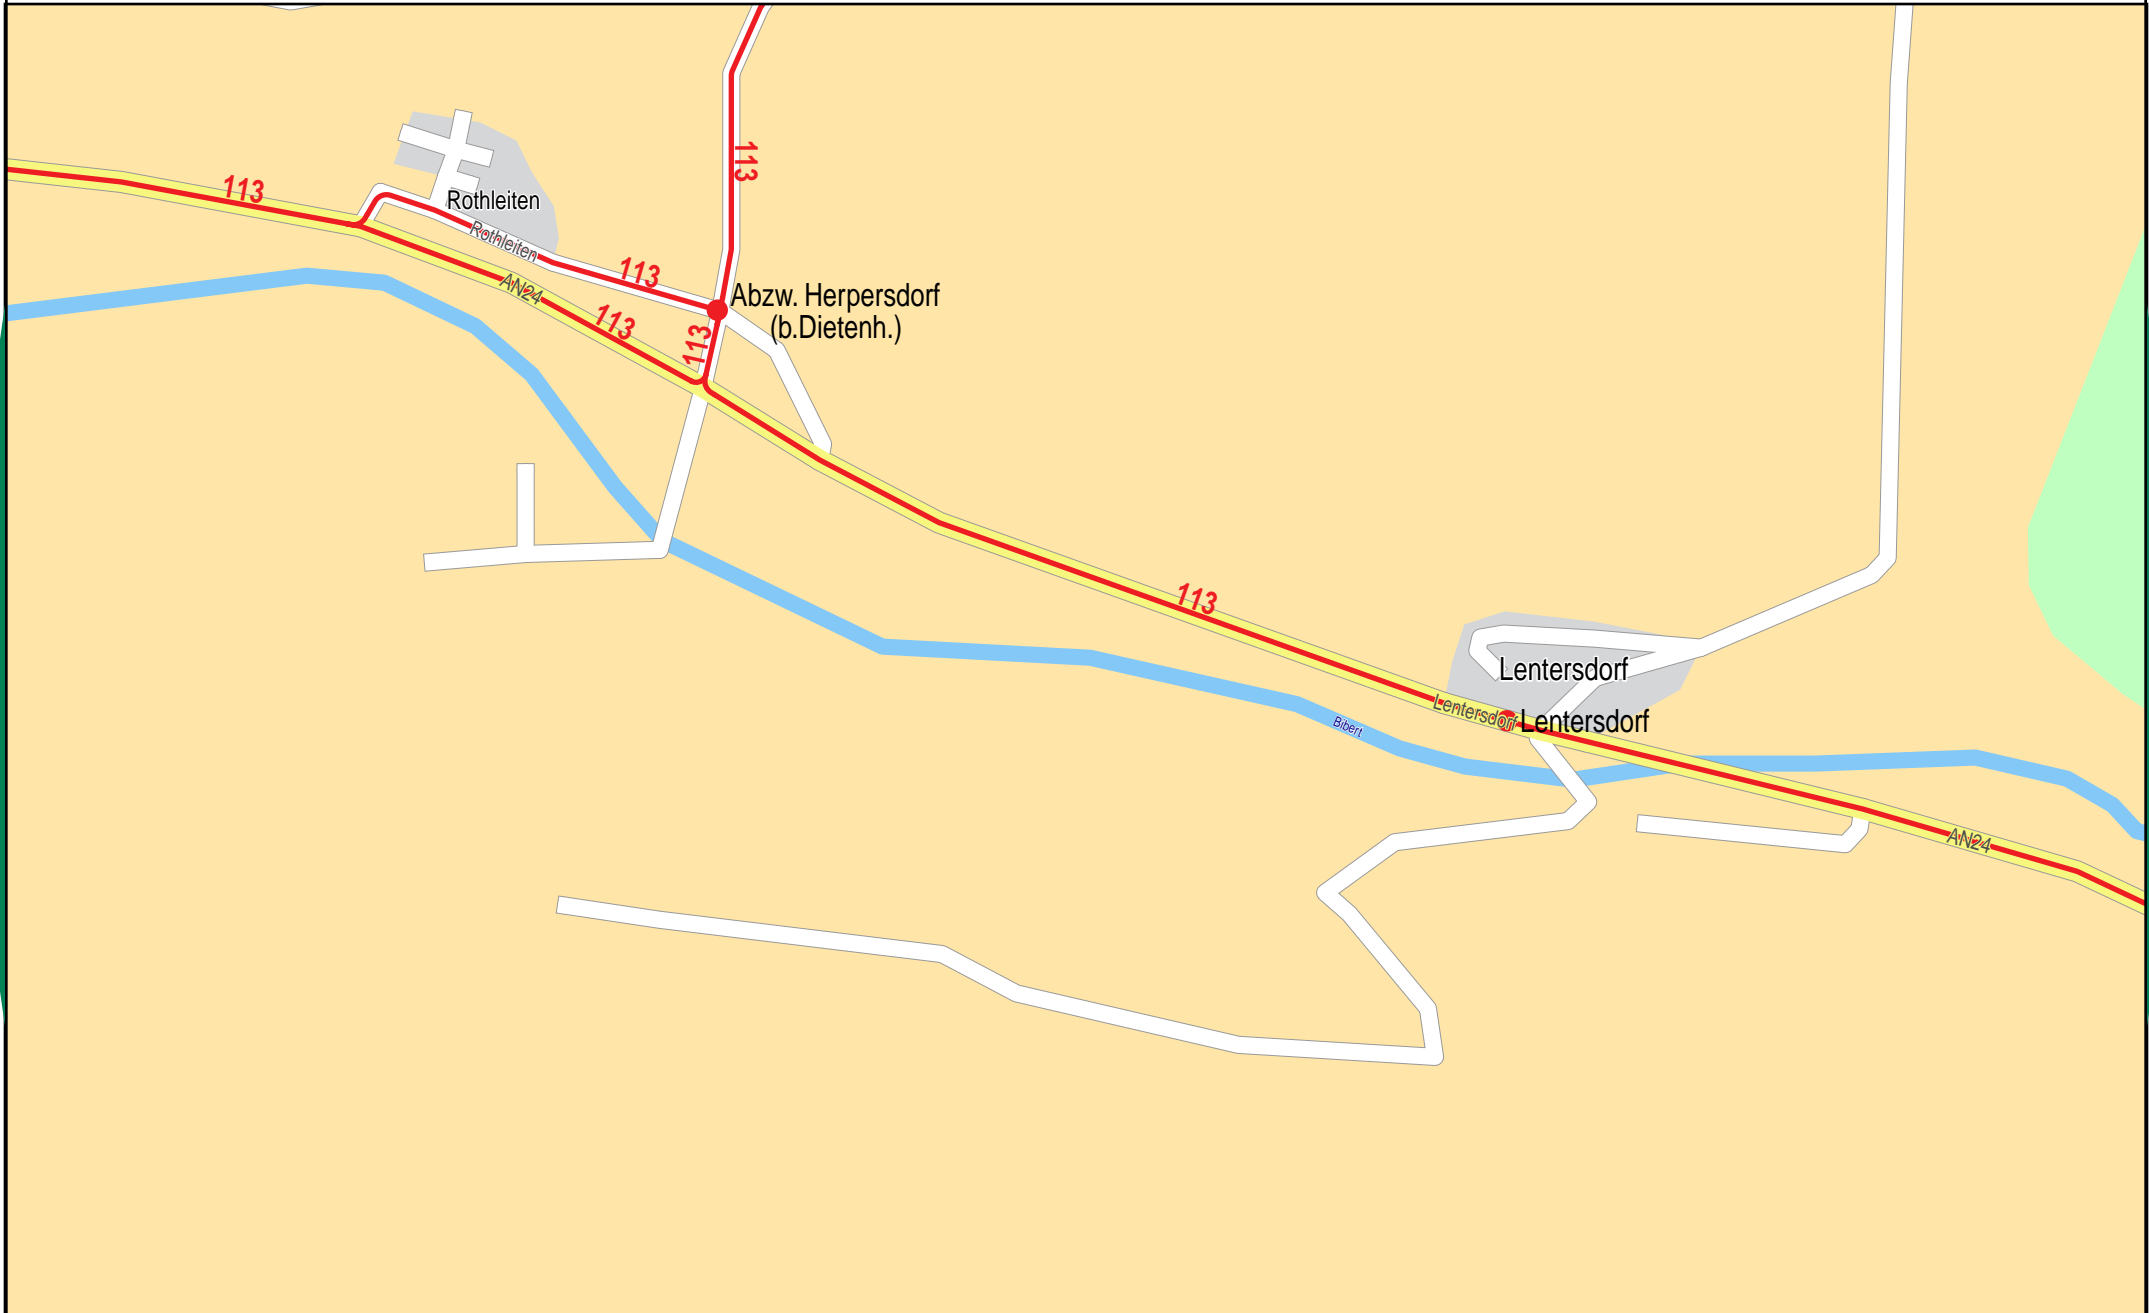 113
113
Rothleiten
Rothleiten
113
AN24
Abzw. Herpersdorf
(b.Dietenh.)
113
113
113
Lentersdorf
Lentersdorf
Lentersdorf
Bibert
AN24